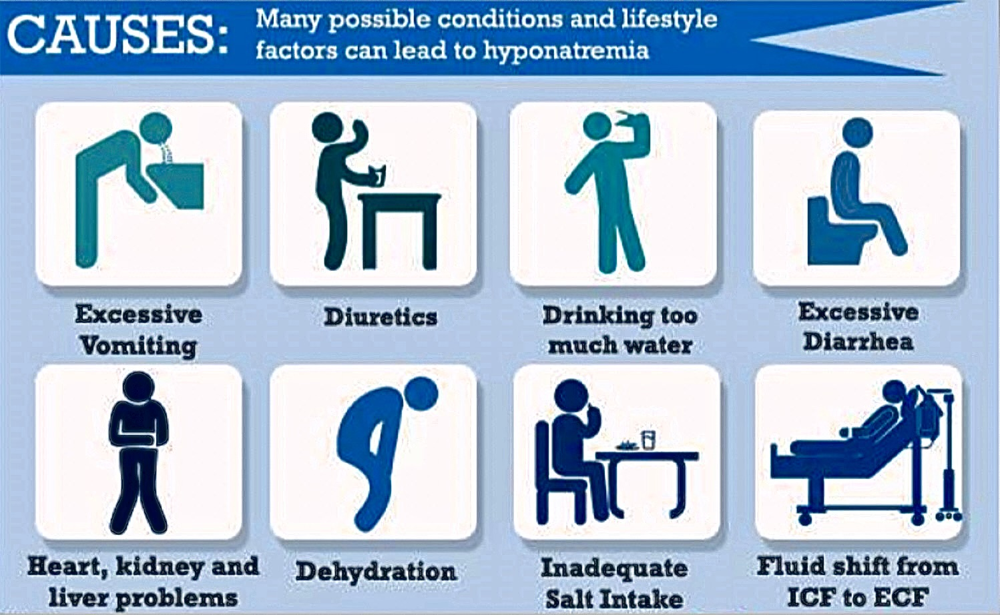 CAUSES:
Many possible conditions and lifestyle
factors can lead to hyponatremia
Excessive
Vomiting
Diuretics
Drinking too
much water
Excessive
Diarrhea
Heart, kidney and
liver problems
Dehydration
Inadequate
Salt Intake
Fluid shift from
ICF to ECF